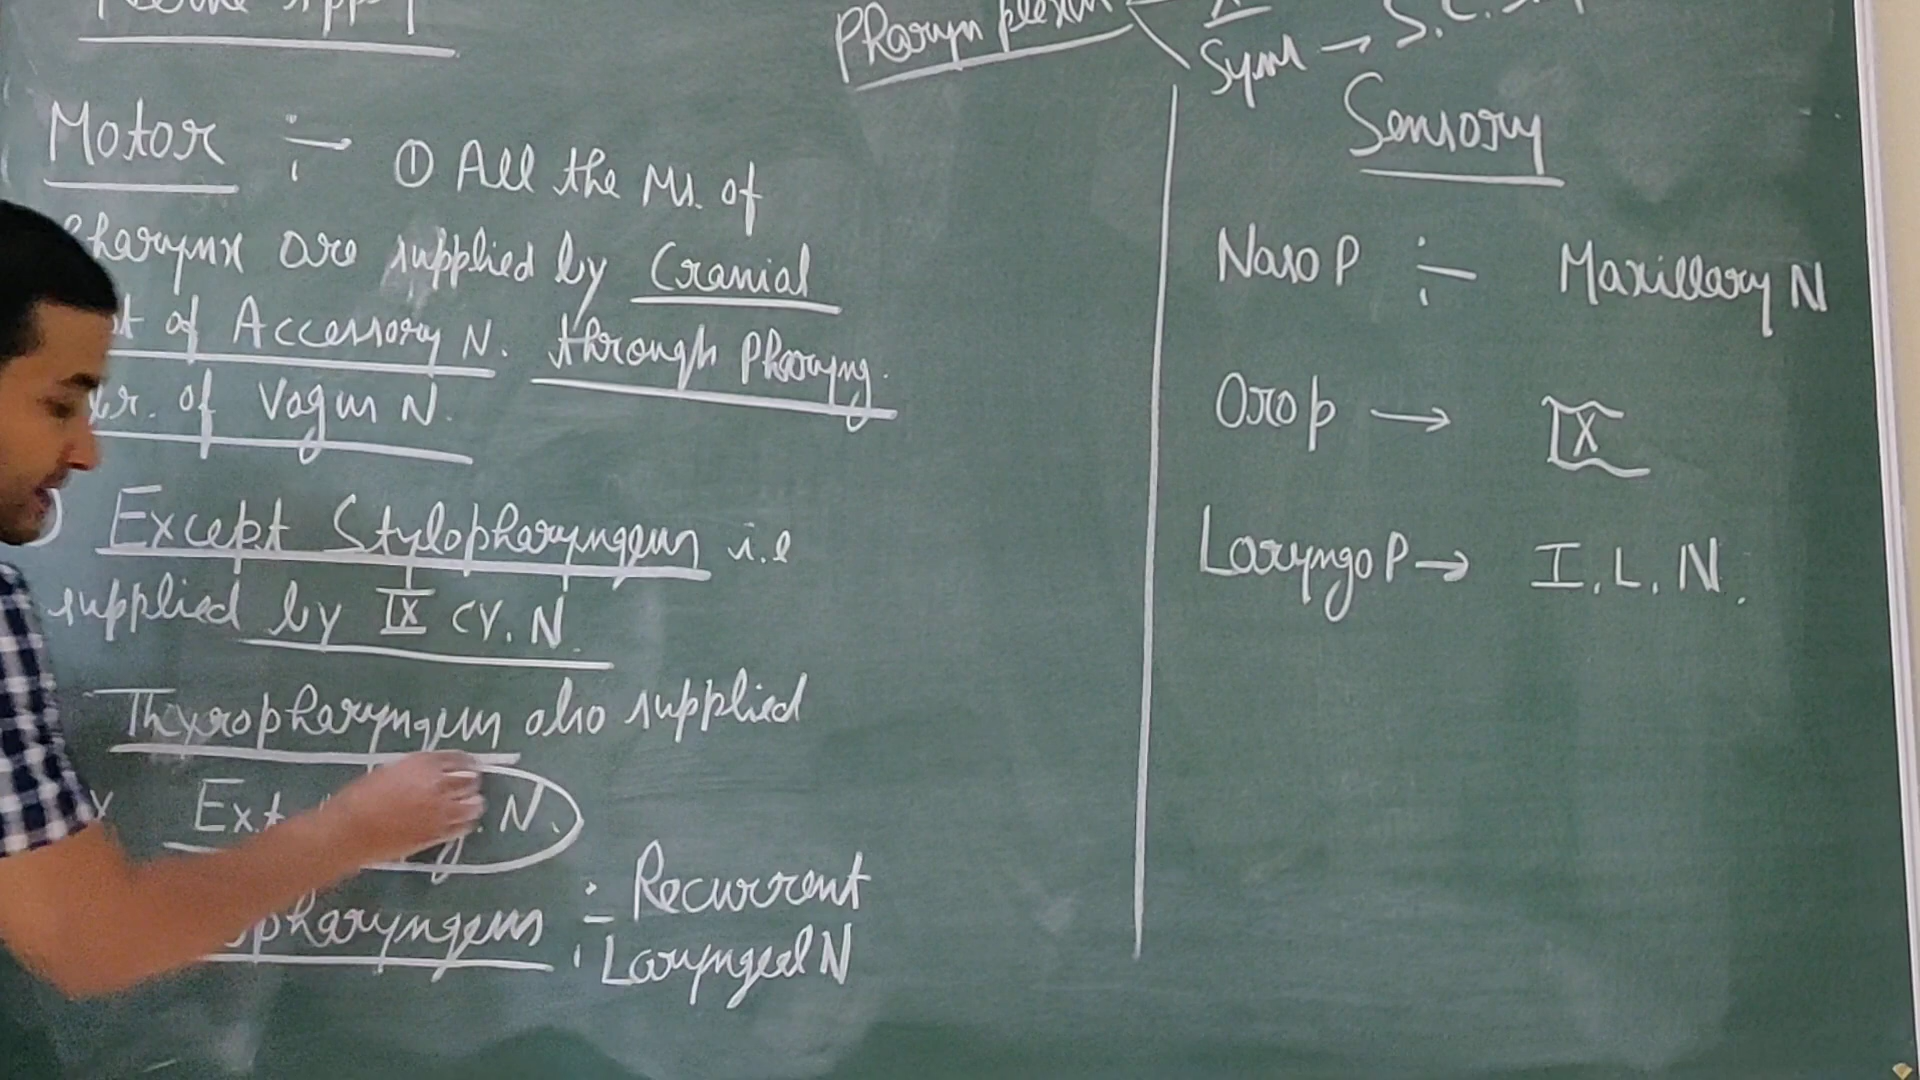 Pharyn plexus
X
Sym → S.C.
Motor :- ① All the Ms. of
Pharynx are supplied by Cranial
of Accessory N. through Pharyng.
br. of Vagus N.
Except Stylopharyngeus i.e
supplied by IX Cr. N.
Thyropharyngeus also supplied
Ext. N.
pharyngeus :- Recurrent
Laryngeal N
Sensory
Naso P :- Maxillary N
Oro p → IX
Laryngo P → I. L. N.